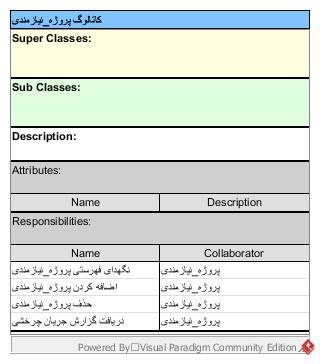 کاتالوگ پروژه_نیازمندی
Super Classes:
Sub Classes:
Description:
Attributes:
Name Description
Responsibilities:
Name Collaborator
نگهدای فهرستی پروژه_نیازمندی پروژه_نیازمندی
اضافه کردن پروژه_نیازمندی پروژه_نیازمندی
حذف پروژه_نیازمندی پروژه_نیازمندی
دریافت گزارش جریان چرخشی پروژه_نیازمندی
Powered By□Visual Paradigm Community Edition